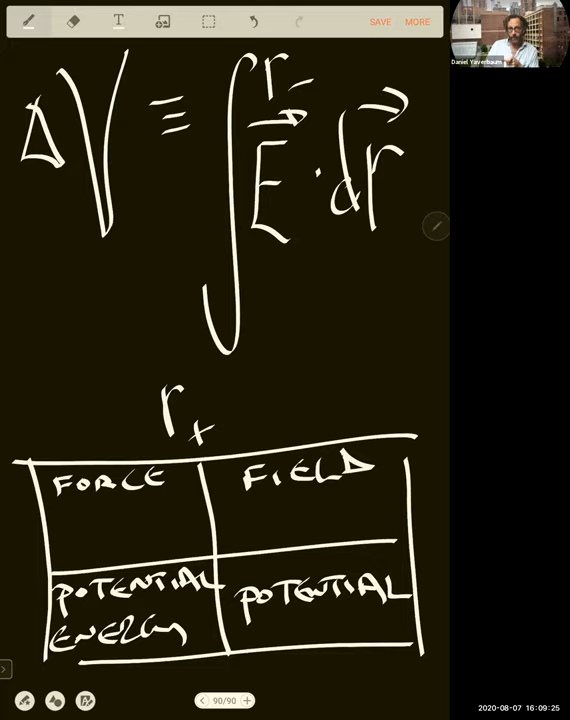 T
SAVE
MORE
Daniel Yaverbaum
r-
ΔV ≡ ∫ E⃗ · dr⃗
r+
FORCE
FIELD
POTENTIAL
ENERGY
POTENTIAL
90/90
2020-08-07 16:09:25